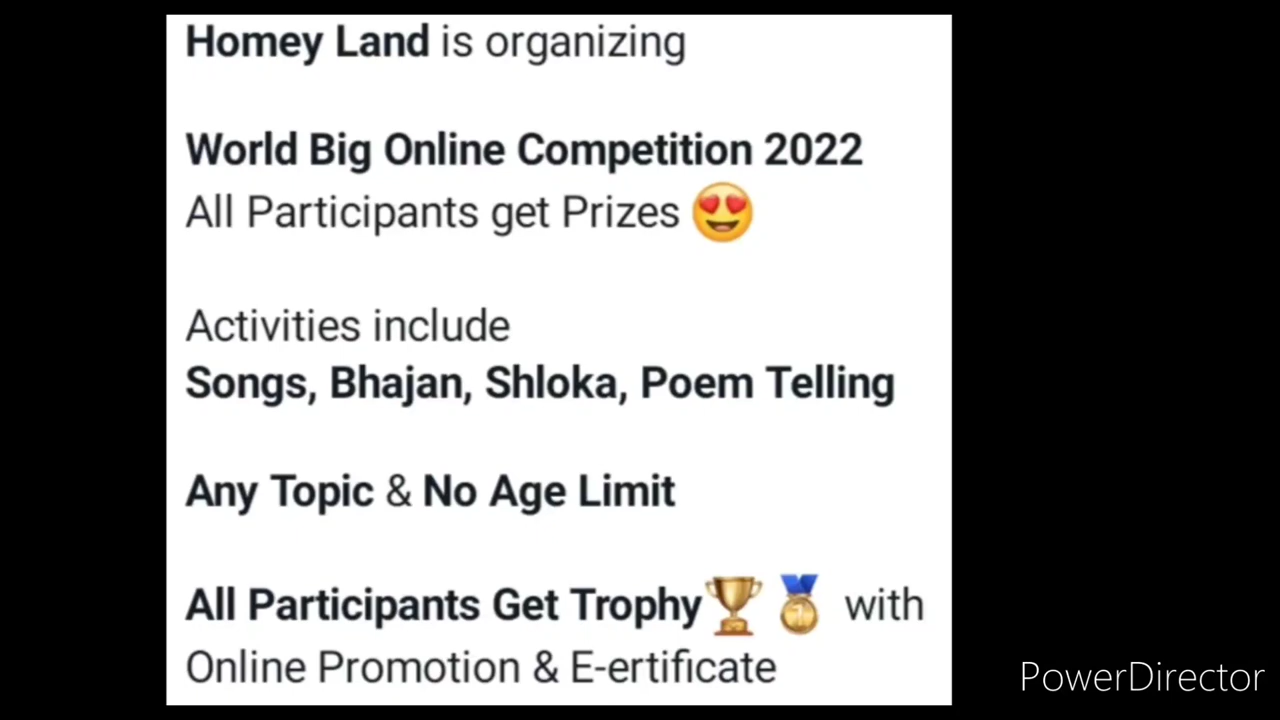 Homey Land is organizing
World Big Online Competition 2022
All Participants get Prizes 😍
Activities include
Songs, Bhajan, Shloka, Poem Telling
Any Topic & No Age Limit
All Participants Get Trophy🏆 🏅 with
Online Promotion & E-ertificate
PowerDirector